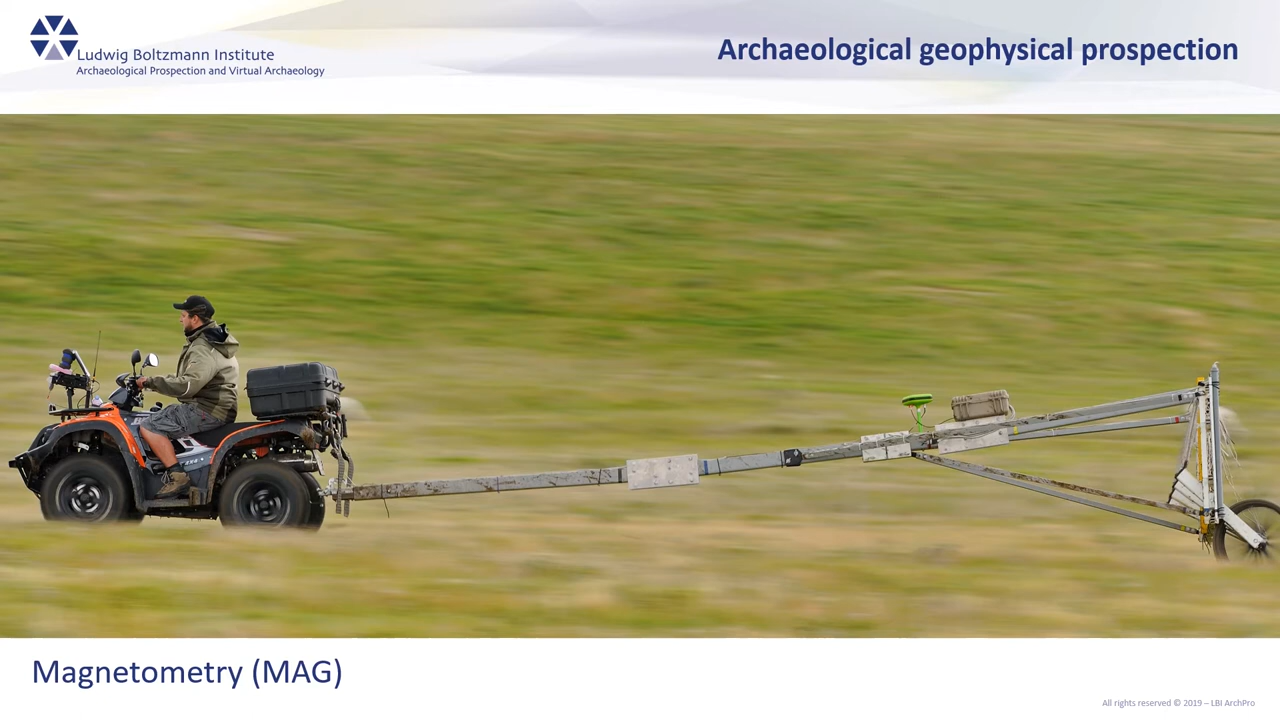 Ludwig Boltzmann Institute
Archaeological Prospection and Virtual Archaeology
Archaeological geophysical prospection
Magnetometry (MAG)
All rights reserved © 2019 – LBI ArchPro